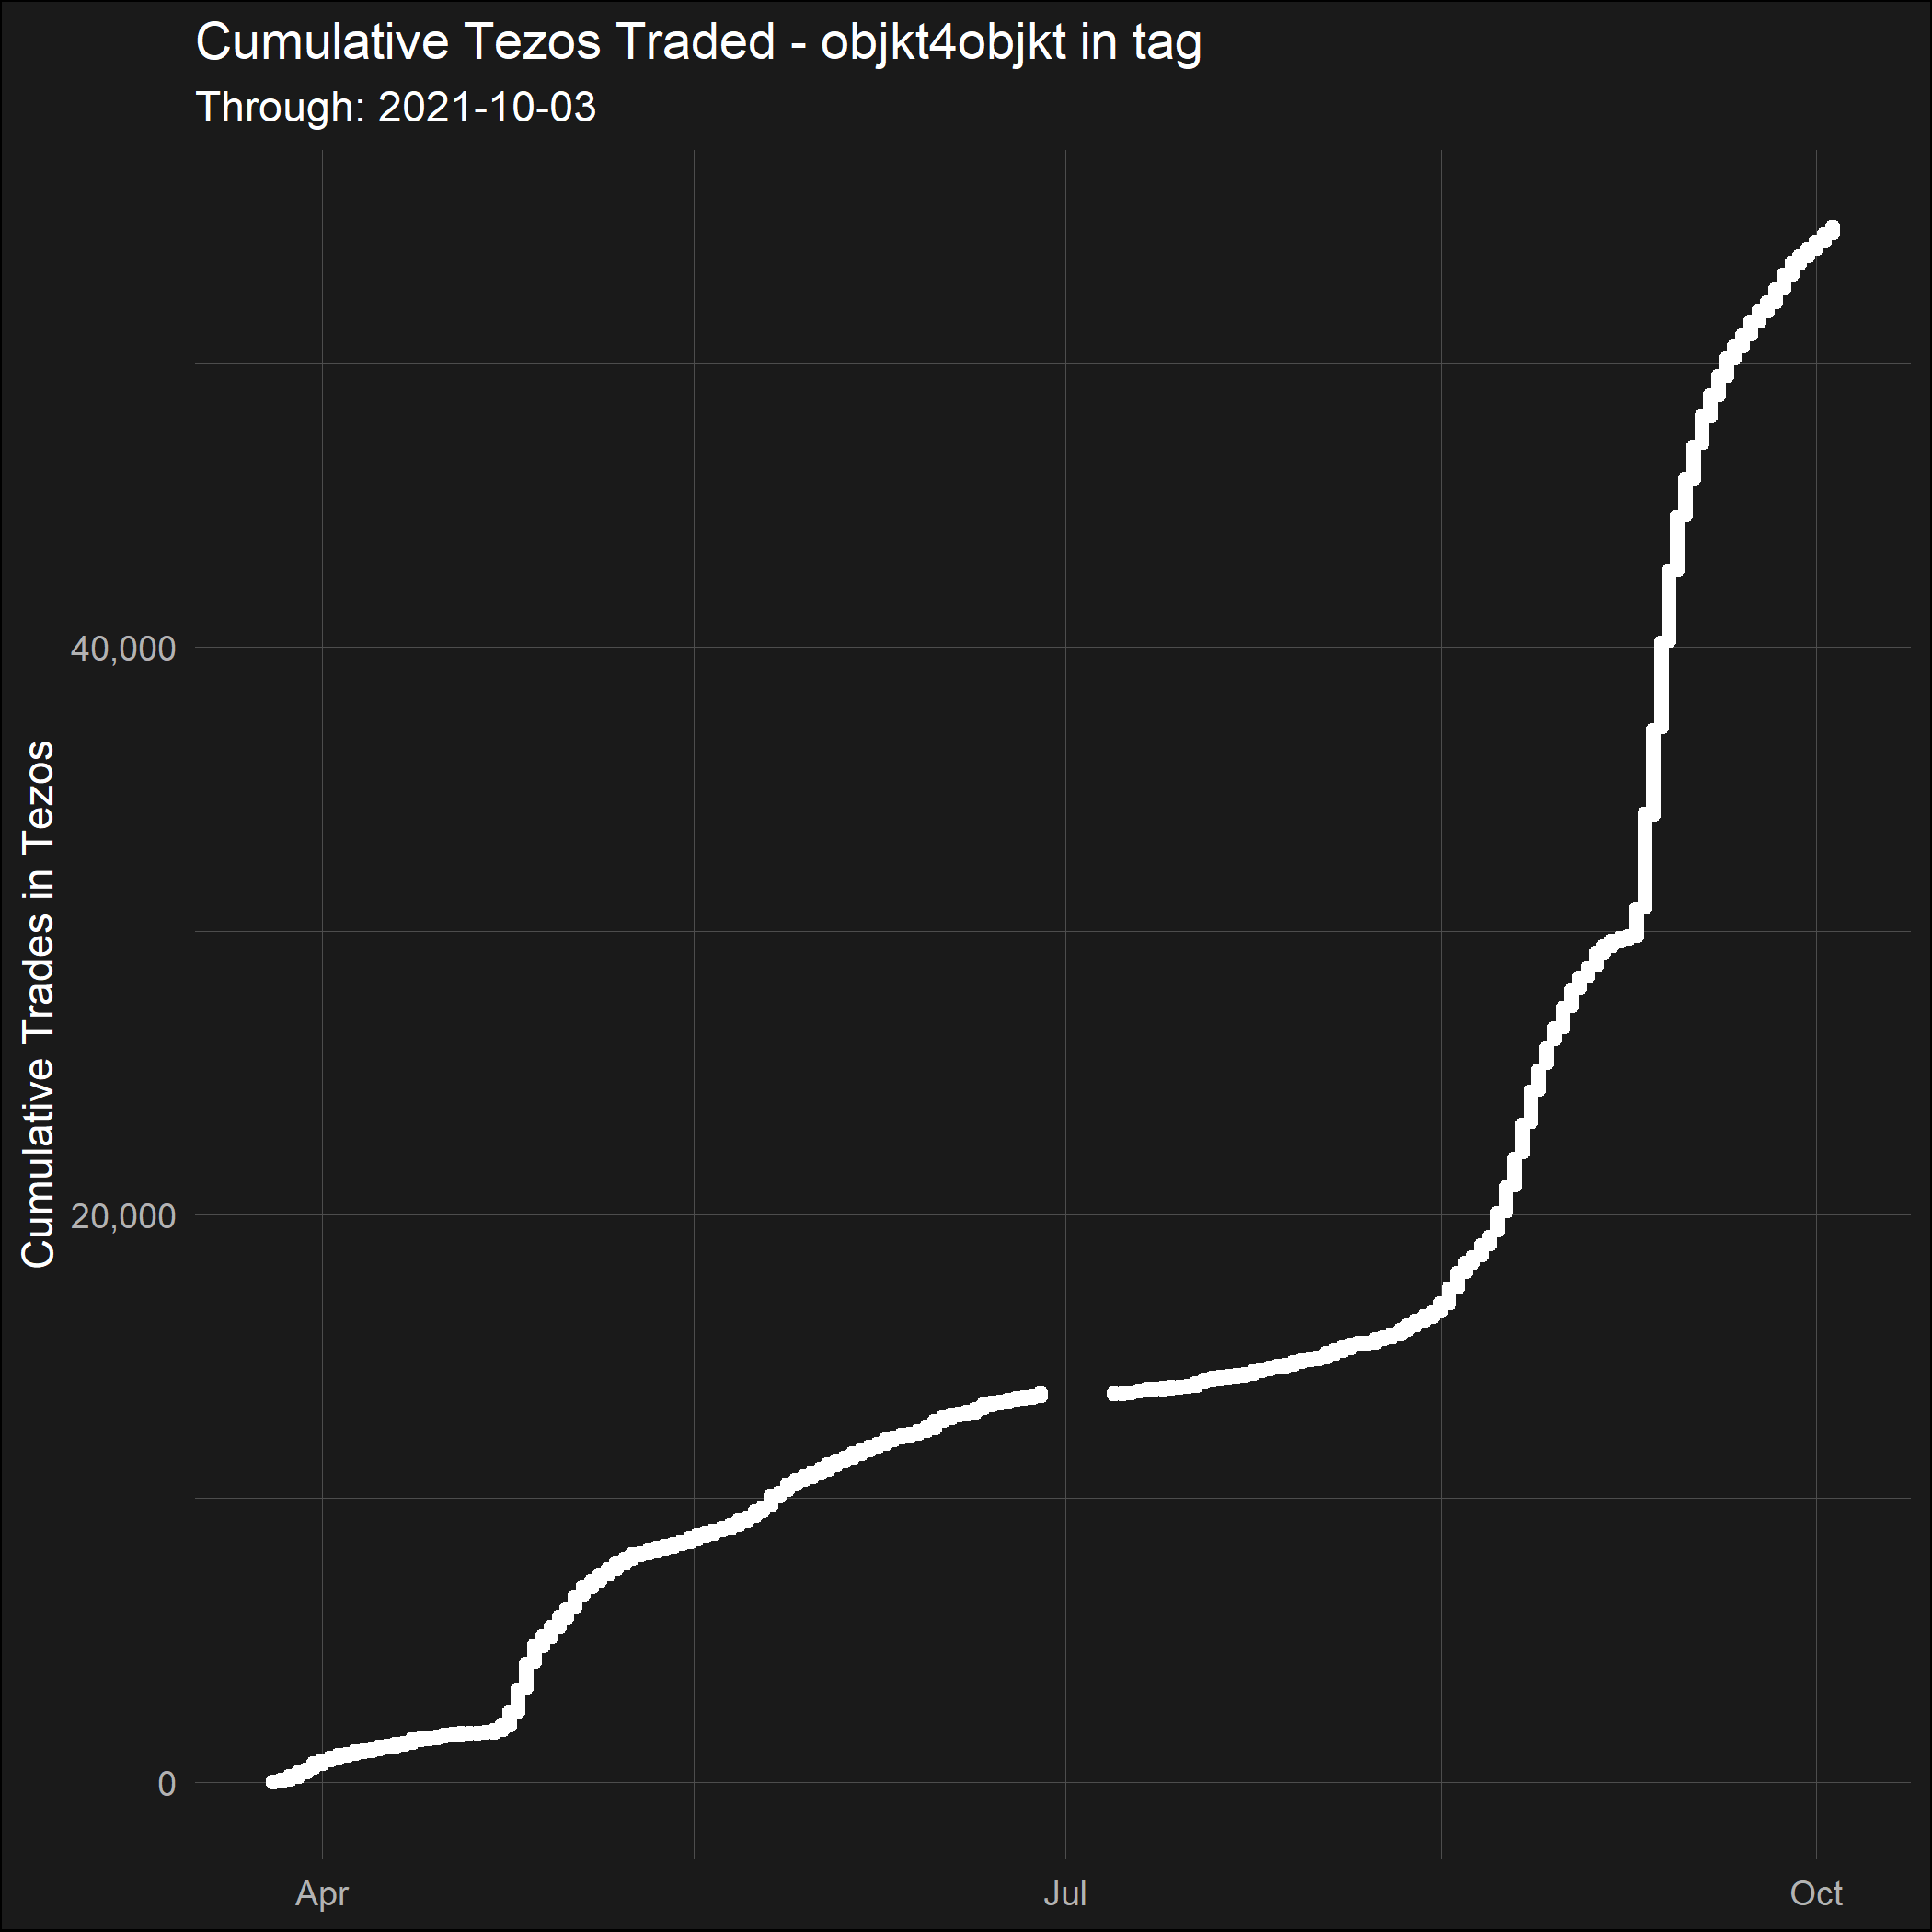 Cumulative Tezos Traded - objkt4objkt in tag
Through: 2021-10-03
Cumulative Trades in Tezos
40,000
20,000
0
Apr
Jul
Oct